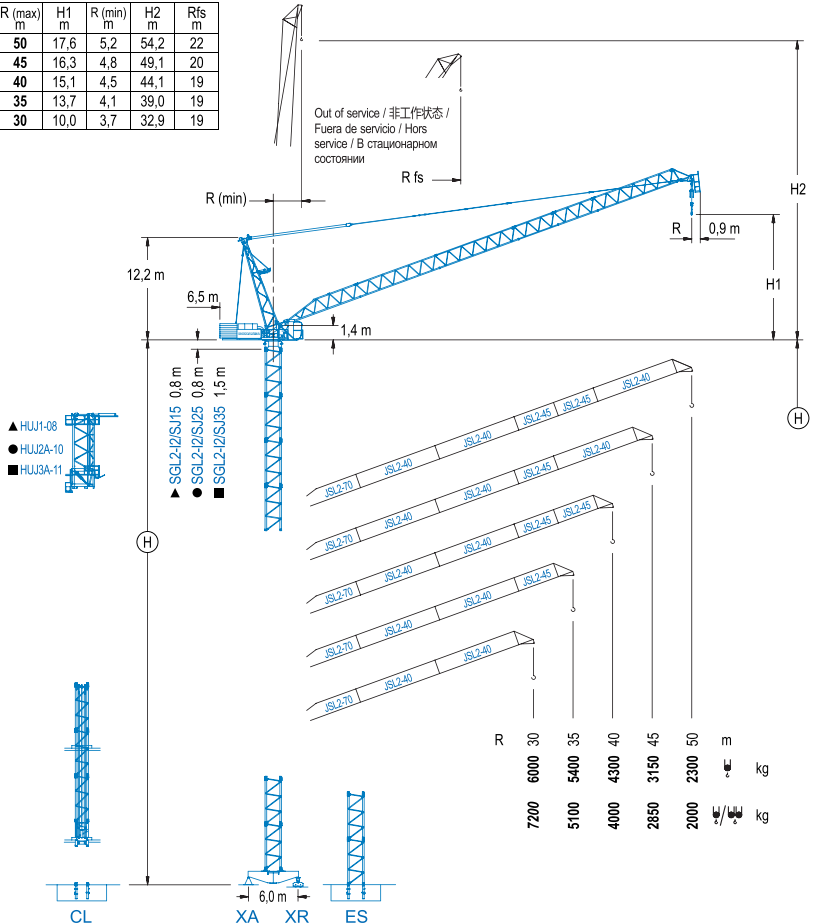 R (max) H1 R (min) H2 Rfs
m m m m m
50 17,6 5,2 54,2 22
45 16,3 4,8 49,1 20
40 15,1 4,5 44,1 19
35 13,7 4,1 39,0 19
30 10,0 3,7 32,9 19
Out of service / 非工作状态 /
Fuera de servicio / Hors
service / В стационарном
состоянии
R fs
R (min)
H2
R 0,9 m
12,2 m
H1
6,5 m
1,4 m
▲ HUJ1-08
● HUJ2A-10
■ HUJ3A-11
▲ SGL2-I2/SJ15 0,8 m
● SGL2-I2/SJ25 0,8 m
■ SGL2-I2/SJ35 1,5 m
H
H
JSL2-70 JSL2-40 JSL2-40 JSL2-45 JSL2-45 JSL2-40
JSL2-70 JSL2-40 JSL2-40 JSL2-45 JSL2-40
JSL2-70 JSL2-40 JSL2-40 JSL2-45 JSL2-45
JSL2-70 JSL2-40 JSL2-40 JSL2-45
JSL2-70 JSL2-40 JSL2-40
R 30 35 40 45 50 m
6000 5400 4300 3150 2300 kg
7200 5100 4000 2850 2000 / kg
6,0 m
CL XA XR ES